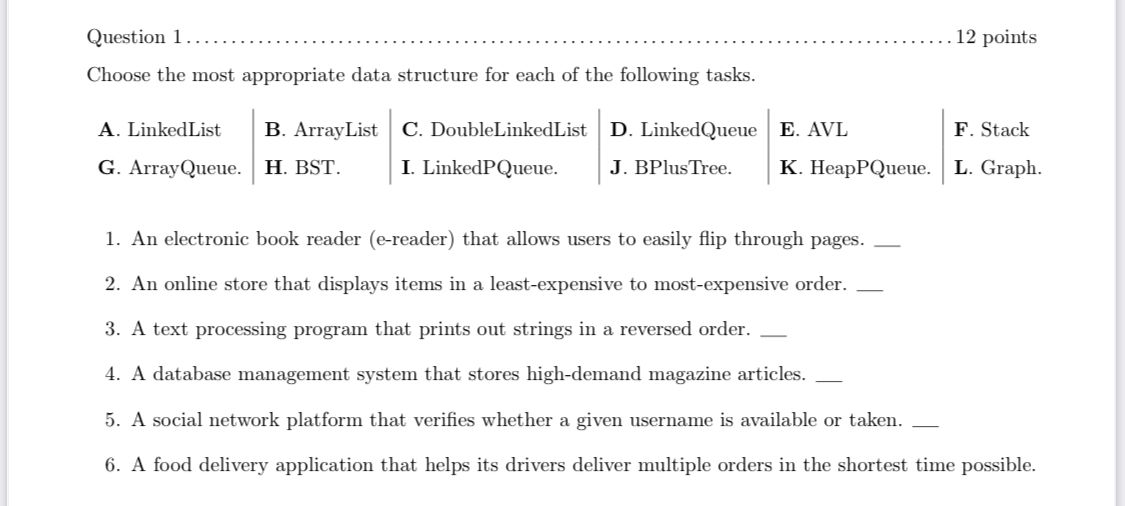 Question 1 ................................................................................ 12 points
Choose the most appropriate data structure for each of the following tasks.
A. LinkedList B. ArrayList C. DoubleLinkedList D. LinkedQueue E. AVL F. Stack
G. ArrayQueue. H. BST. I. LinkedPQueue. J. BPlusTree. K. HeapPQueue. L. Graph.
1. An electronic book reader (e-reader) that allows users to easily flip through pages. __
2. An online store that displays items in a least-expensive to most-expensive order. __
3. A text processing program that prints out strings in a reversed order. __
4. A database management system that stores high-demand magazine articles. __
5. A social network platform that verifies whether a given username is available or taken. __
6. A food delivery application that helps its drivers deliver multiple orders in the shortest time possible.